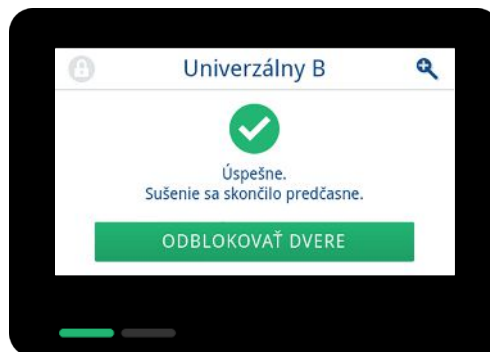 Univerzálny B
Úspešne.
Sušenie sa skončilo predčasne.
ODBLOKOVAŤ DVERE